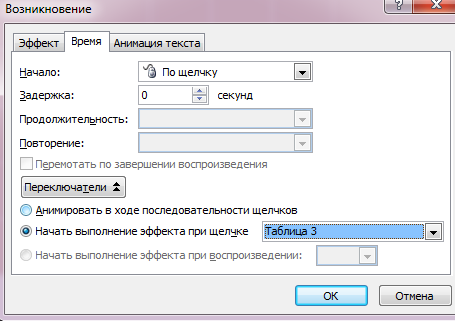 Возникновение
Эффект Время Анимация текста
Начало: По щелчку
Задержка: 0 секунд
Продолжительность:
Повторение:
Перемотать по завершении воспроизведения
Переключатели
Анимировать в ходе последовательности щелчков
Начать выполнение эффекта при щелчке Таблица 3
Начать выполнение эффекта при воспроизведении:
ОК Отмена